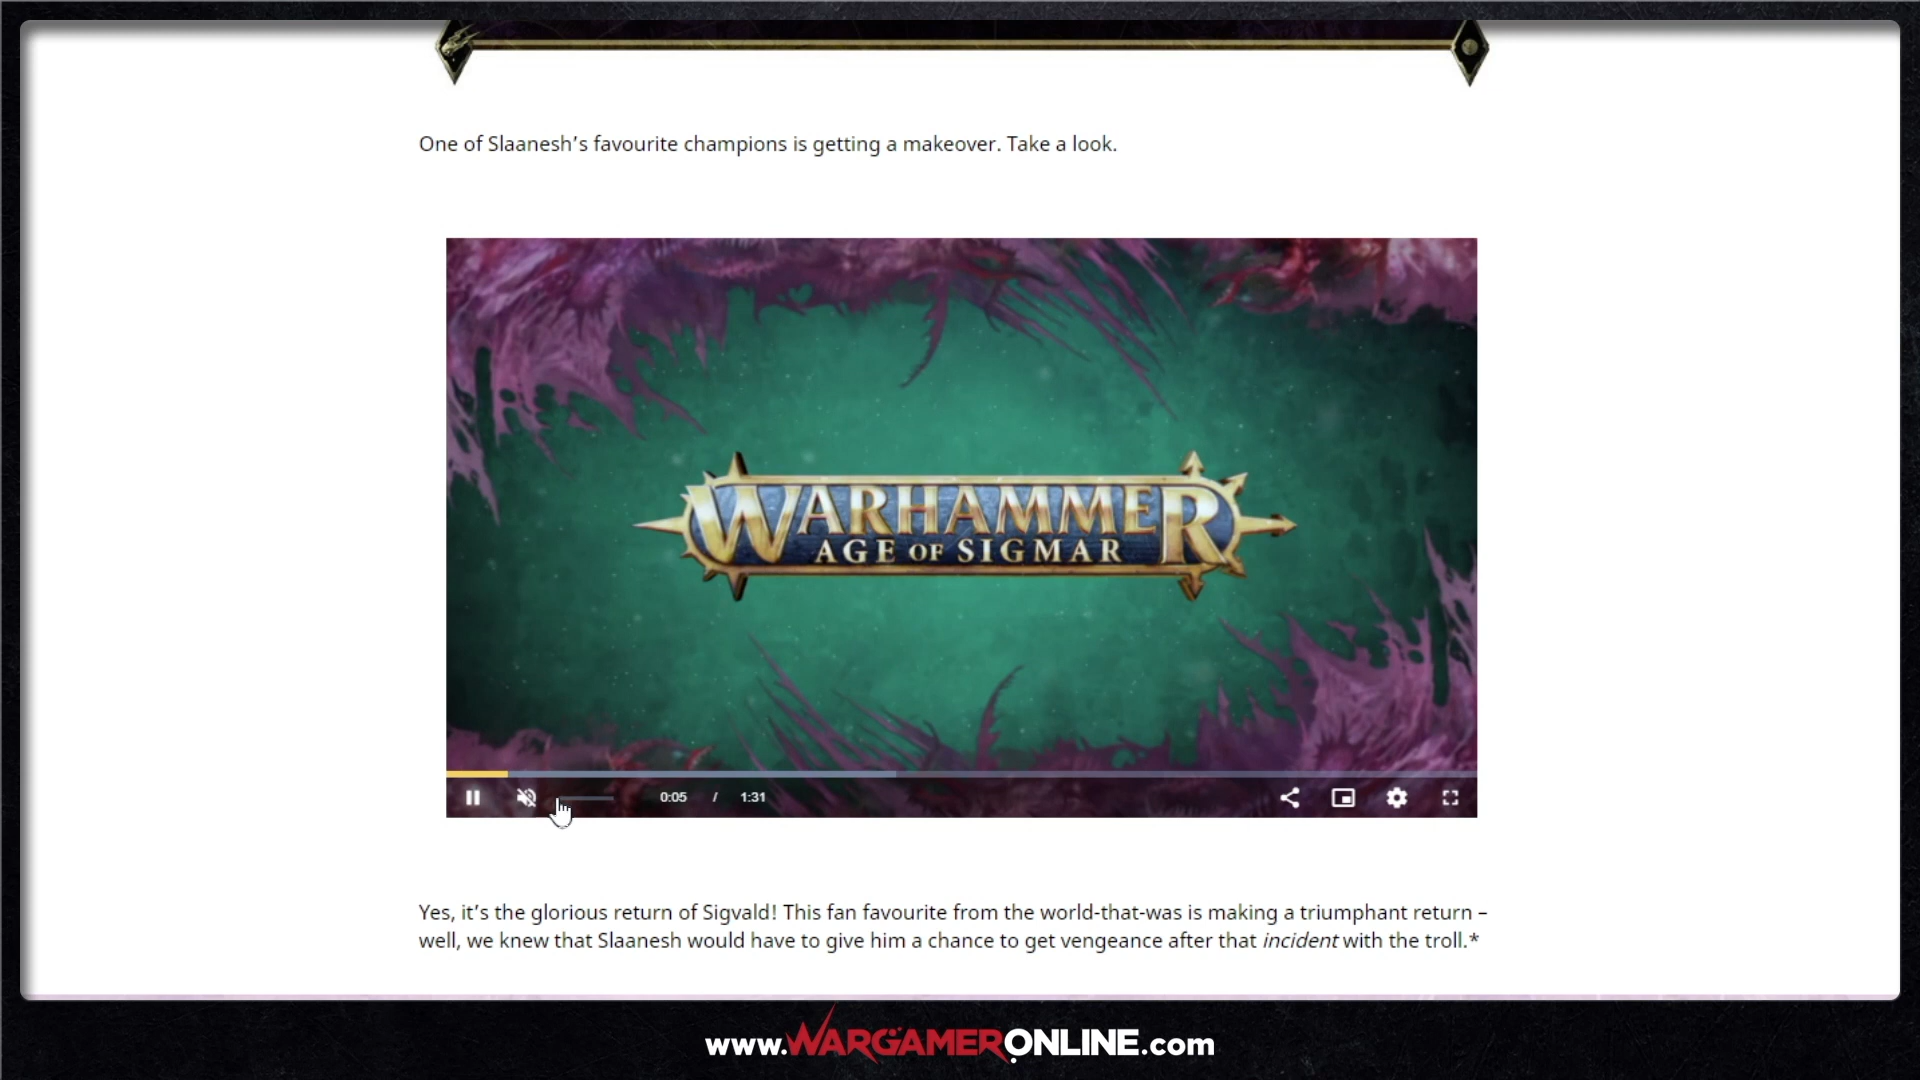 One of Slaanesh’s favourite champions is getting a makeover. Take a look.
WARHAMMER
AGE OF SIGMAR
0:05 / 1:31
Yes, it’s the glorious return of Sigvald! This fan favourite from the world-that-was is making a triumphant return –
well, we knew that Slaanesh would have to give him a chance to get vengeance after that incident with the troll.*
www.WARGAMERONLINE.com